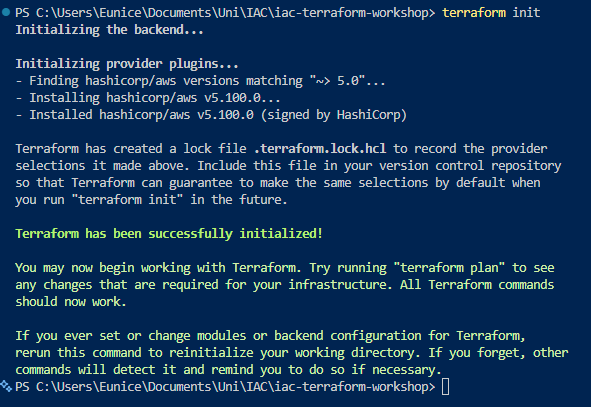 PS C:\Users\Eunice\Documents\Uni\IAC\iac-terraform-workshop> terraform init
Initializing the backend...
Initializing provider plugins...
- Finding hashicorp/aws versions matching "~> 5.0"...
- Installing hashicorp/aws v5.100.0...
- Installed hashicorp/aws v5.100.0 (signed by HashiCorp)
Terraform has created a lock file .terraform.lock.hcl to record the provider
selections it made above. Include this file in your version control repository
so that Terraform can guarantee to make the same selections by default when
you run "terraform init" in the future.
Terraform has been successfully initialized!
You may now begin working with Terraform. Try running "terraform plan" to see
any changes that are required for your infrastructure. All Terraform commands
should now work.
If you ever set or change modules or backend configuration for Terraform,
rerun this command to reinitialize your working directory. If you forget, other
commands will detect it and remind you to do so if necessary.
PS C:\Users\Eunice\Documents\Uni\IAC\iac-terraform-workshop>